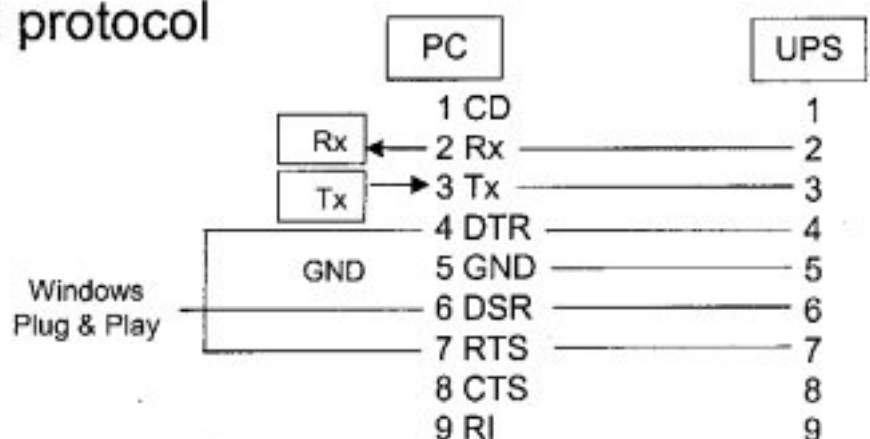 protocol
PC UPS
1 CD 1
Rx 2 Rx 2
Tx 3 Tx 3
4 DTR 4
GND 5 GND 5
Windows
Plug & Play
6 DSR 6
7 RTS 7
8 CTS 8
9 RI 9